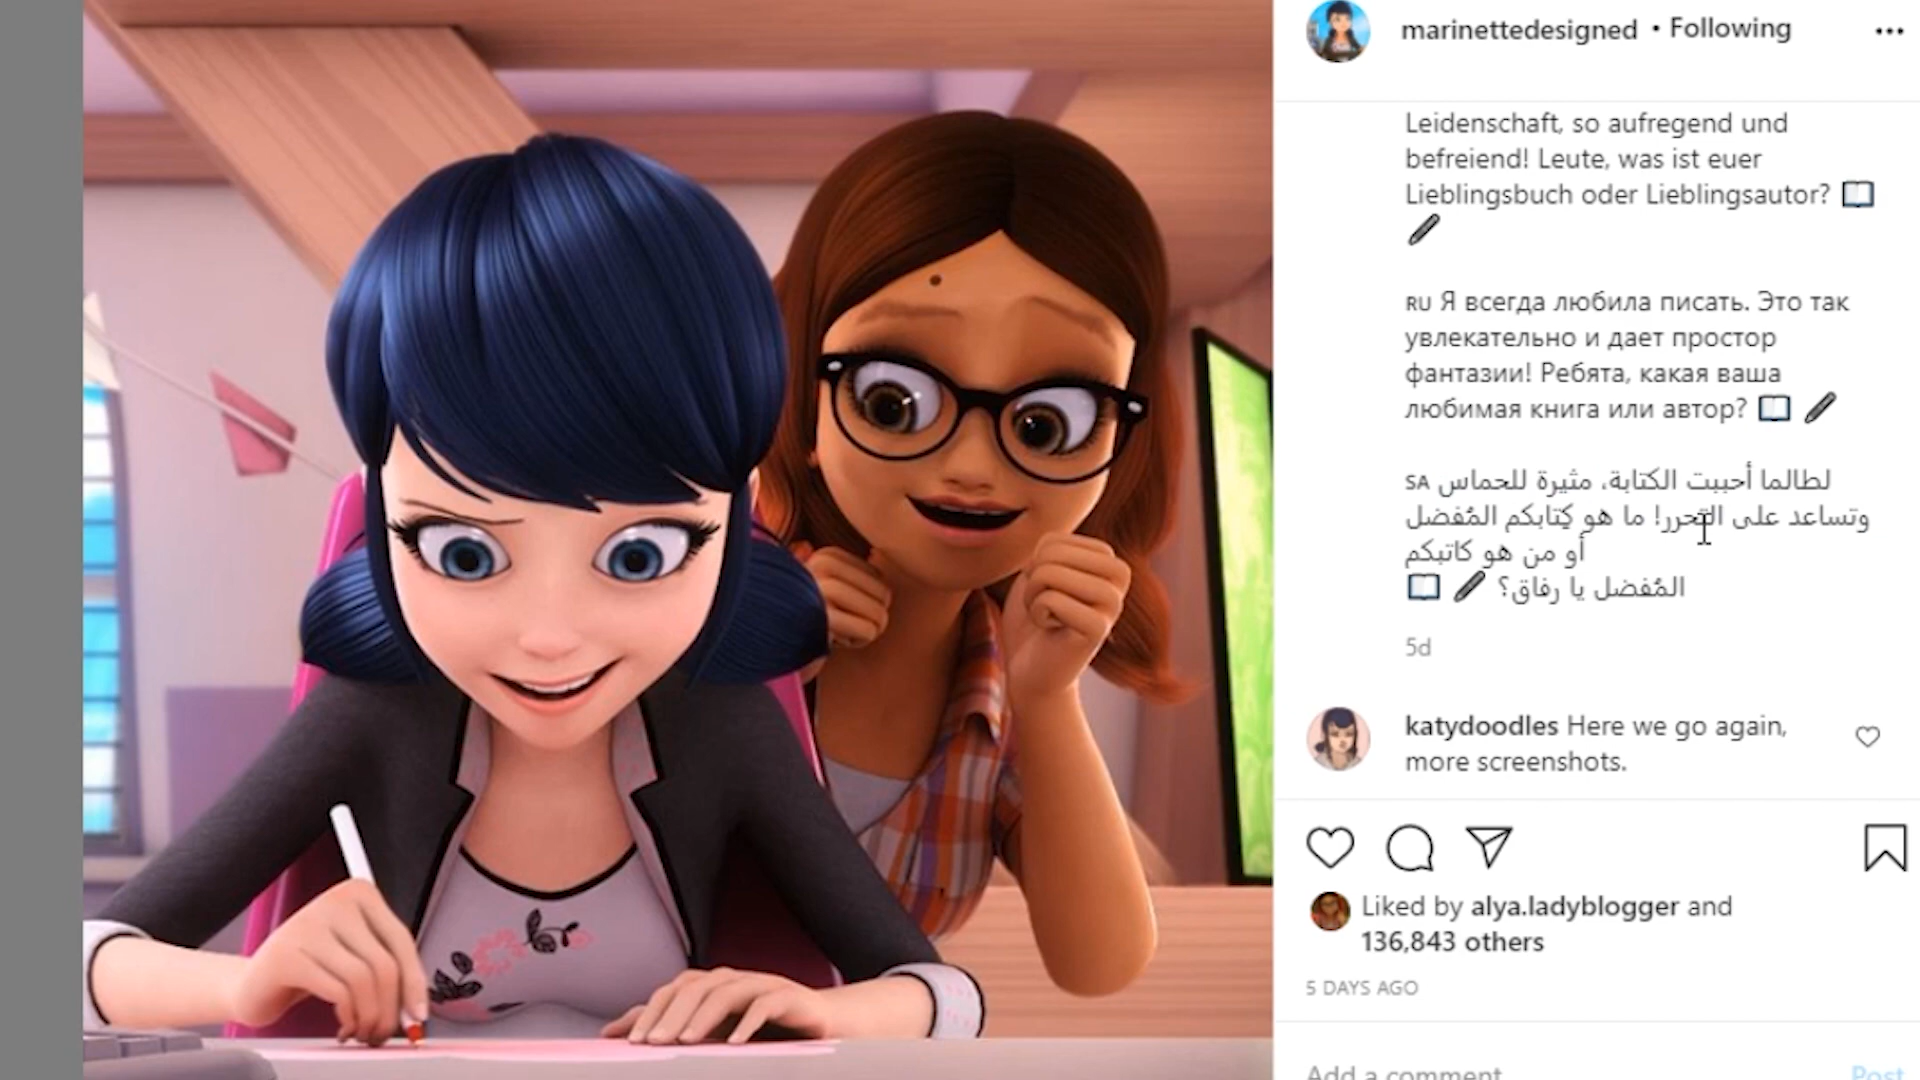 marinettedesigned • Following
Leidenschaft, so aufregend und
befreiend! Leute, was ist euer
Lieblingsbuch oder Lieblingsautor? 📖
🖋
RU Я всегда любила писать. Это так
увлекательно и дает простор
фантазии! Ребята, какая ваша
любимая книга или автор? 📖 🖋
SA لطالما أحببت الكتابة، مثيرة للحماس
وتساعد على التحرر! ما هو كِتابكم المُفضل
أو من هو كاتبكم
المُفضل يا رفاق؟ 🖋 📖
5d
katydoodles Here we go again,
more screenshots.
Liked by alya.ladyblogger and
136,843 others
5 DAYS AGO
Add a comment
Post